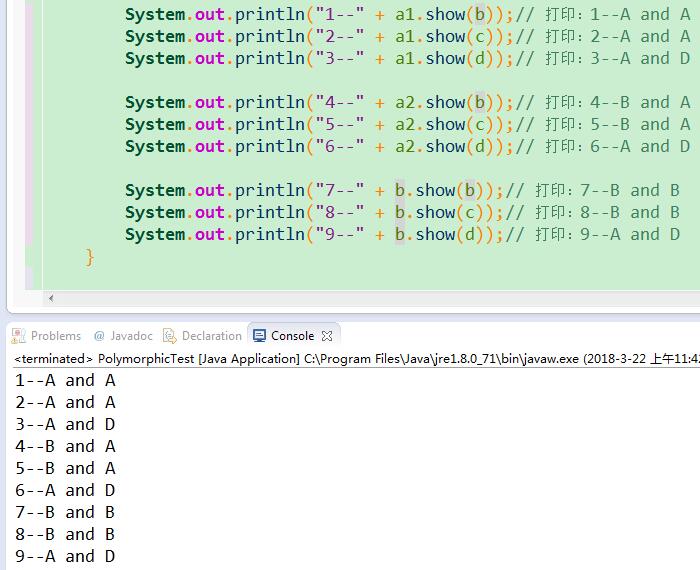 System.out.println("1--" + a1.show(b));// 打印：1--A and A
System.out.println("2--" + a1.show(c));// 打印：2--A and A
System.out.println("3--" + a1.show(d));// 打印：3--A and D
System.out.println("4--" + a2.show(b));// 打印：4--B and A
System.out.println("5--" + a2.show(c));// 打印：5--B and A
System.out.println("6--" + a2.show(d));// 打印：6--A and D
System.out.println("7--" + b.show(b));// 打印：7--B and B
System.out.println("8--" + b.show(c));// 打印：8--B and B
System.out.println("9--" + b.show(d));// 打印：9--A and D
}
Problems @ Javadoc Declaration Console
<terminated> PolymorphicTest [Java Application] C:\Program Files\Java\jre1.8.0_71\bin\javaw.exe (2018-3-22 上午11:42
1--A and A
2--A and A
3--A and D
4--B and A
5--B and A
6--A and D
7--B and B
8--B and B
9--A and D